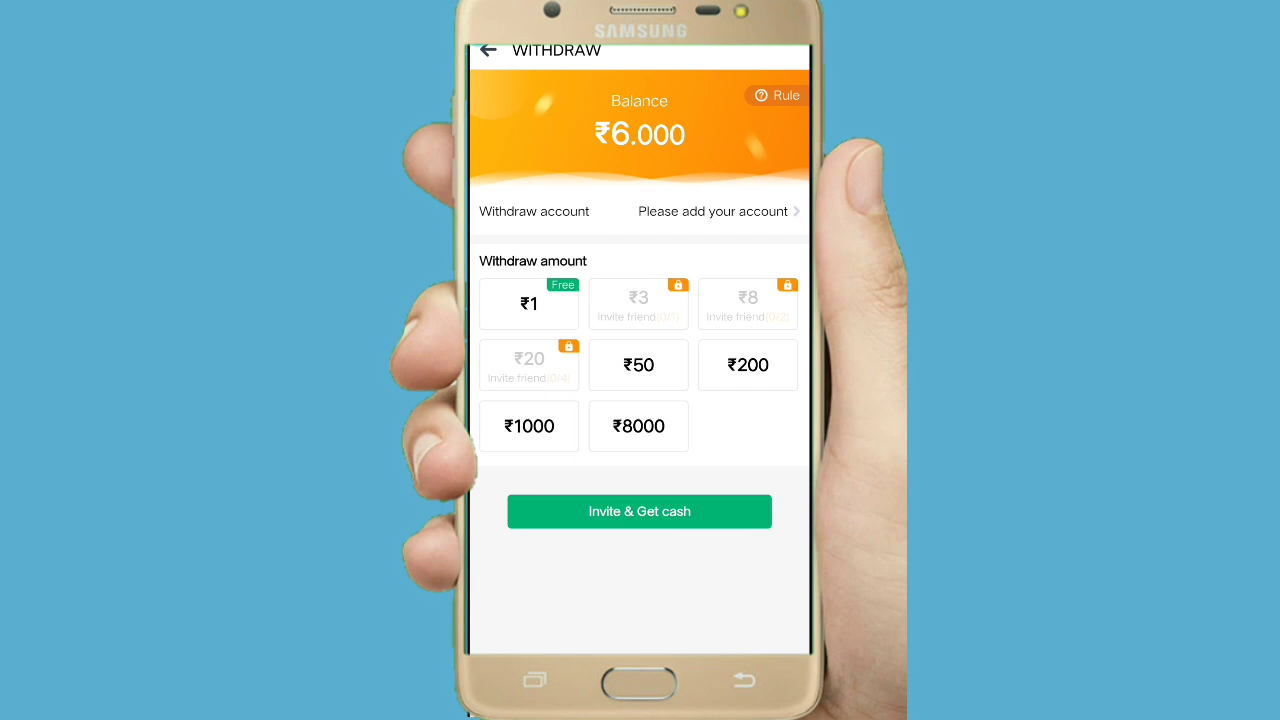 SAMSUNG
WITHDRAW
Rule
Balance
₹6.000
Withdraw account
Please add your account
Withdraw amount
Free
₹1
₹3
₹8
Invite friend(0/1)
Invite friend(0/2)
₹20
₹50
₹200
Invite friend(0/4)
₹1000
₹8000
Invite & Get cash